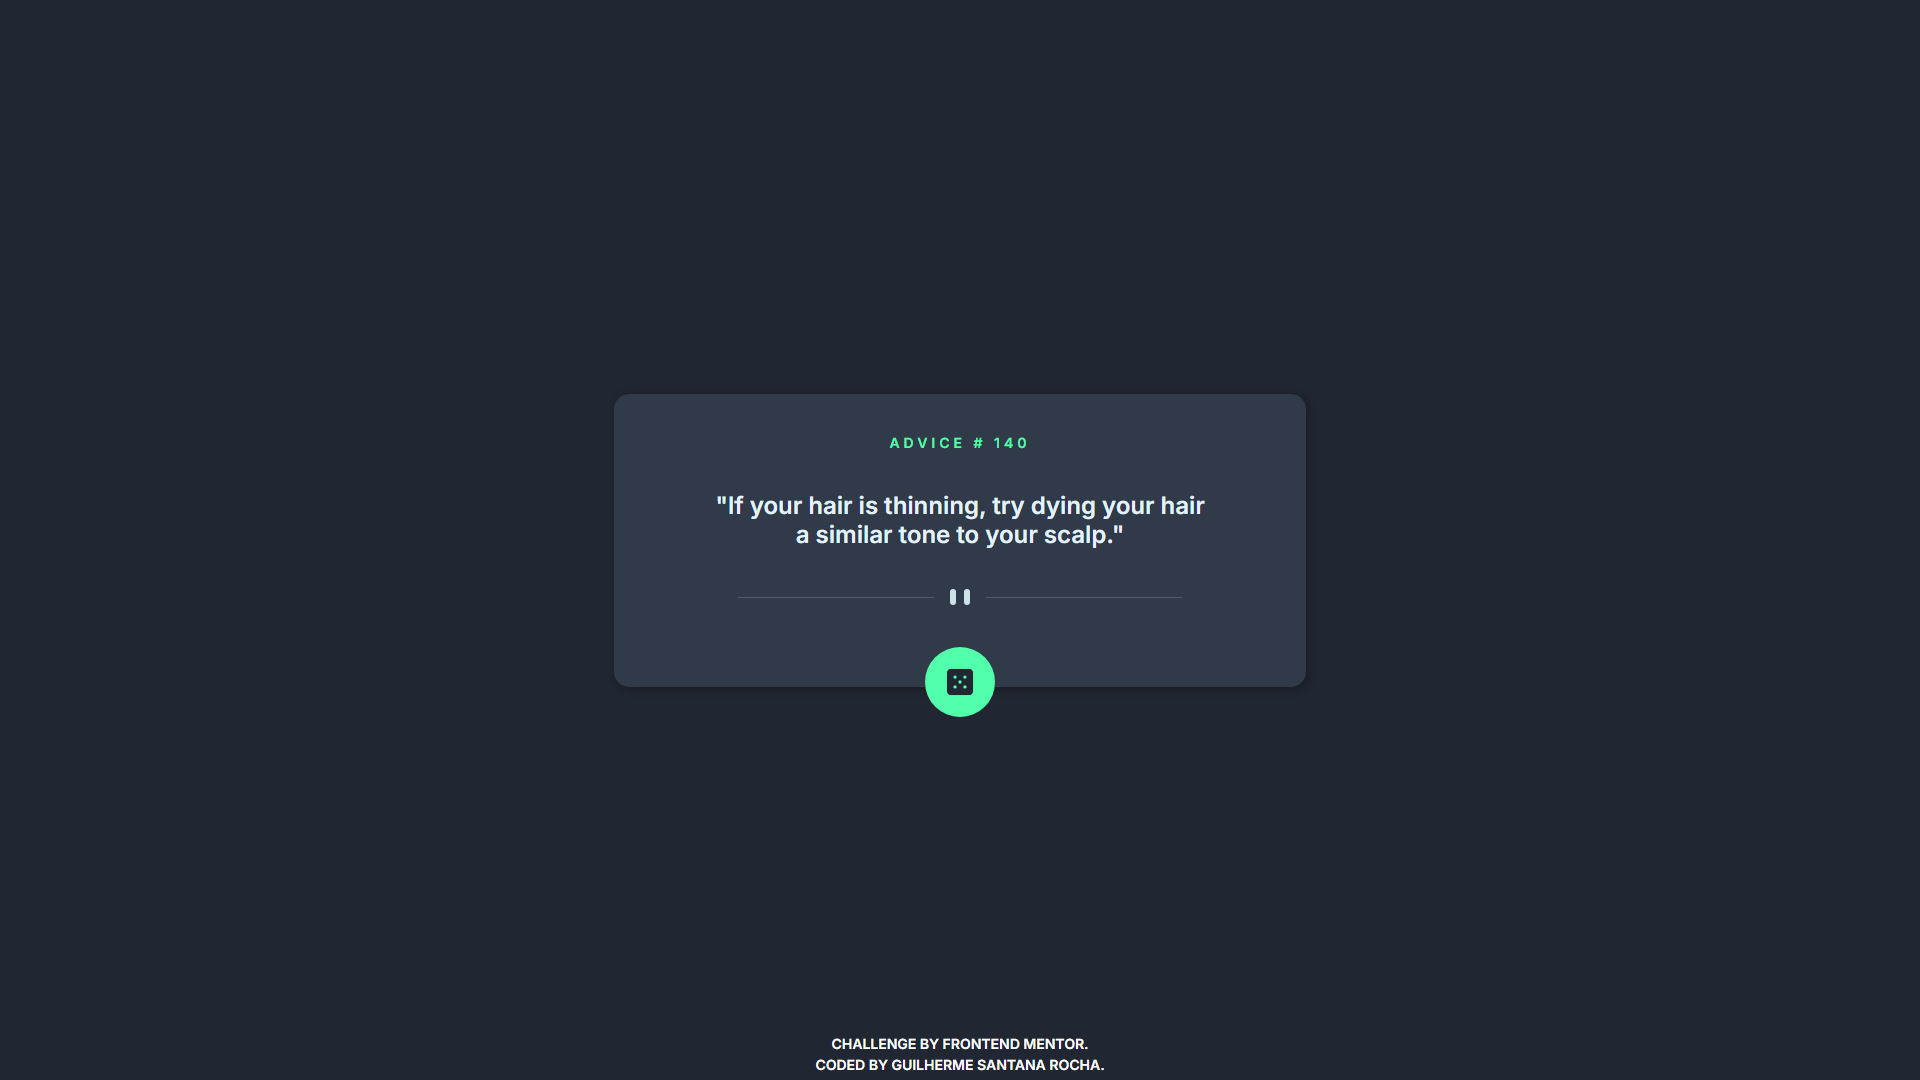 ADVICE # 140
"If your hair is thinning, try dying your hair
a similar tone to your scalp."
CHALLENGE BY FRONTEND MENTOR.
CODED BY GUILHERME SANTANA ROCHA.